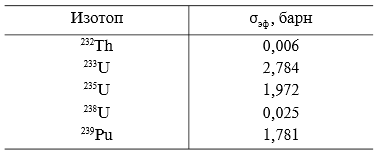 Изотоп σэф, барн
²³²Th 0,006
²³³U 2,784
²³⁵U 1,972
²³⁸U 0,025
²³⁹Pu 1,781